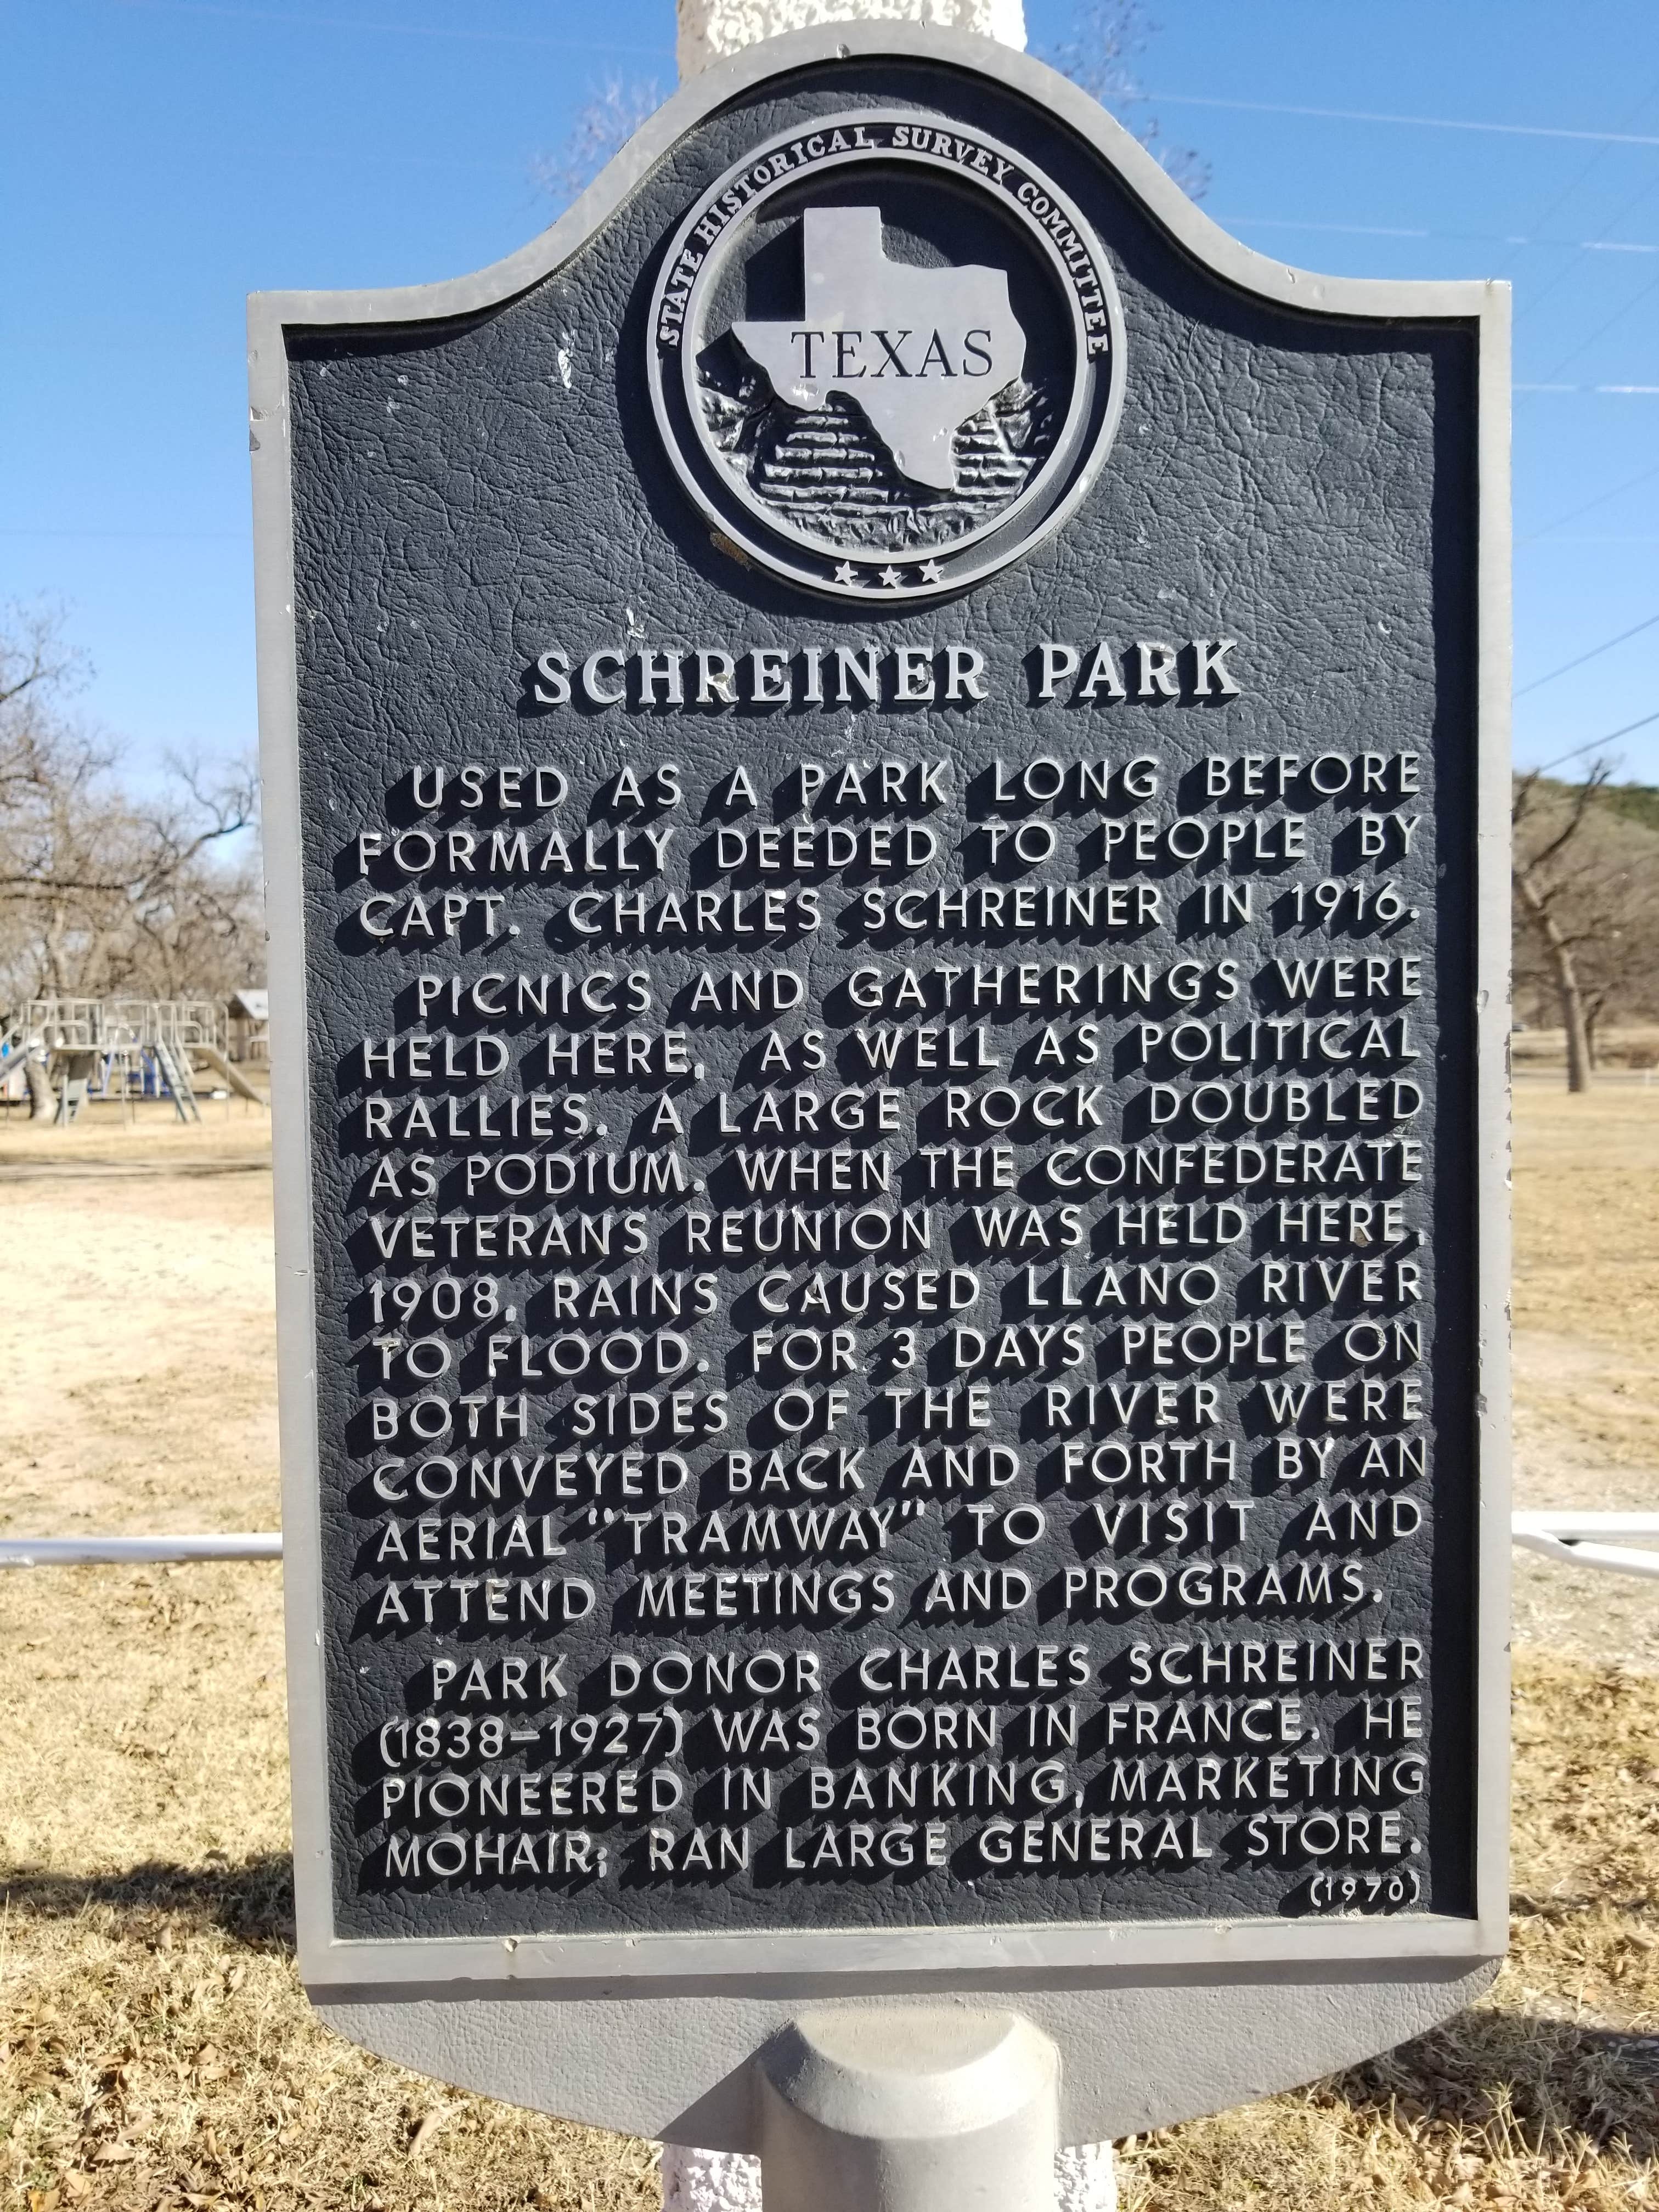 STATE HISTORICAL SURVEY COMMITTEE
TEXAS
SCHREINER PARK
USED AS A PARK LONG BEFORE
FORMALLY DEEDED TO PEOPLE BY
CAPT. CHARLES SCHREINER IN 1916.
PICNICS AND GATHERINGS WERE
HELD HERE, AS WELL AS POLITICAL
RALLIES. A LARGE ROCK DOUBLED
AS PODIUM. WHEN THE CONFEDERATE
VETERANS REUNION WAS HELD HERE,
1908, RAINS CAUSED LLANO RIVER
TO FLOOD. FOR 3 DAYS PEOPLE ON
BOTH SIDES OF THE RIVER WERE
CONVEYED BACK AND FORTH BY AN
AERIAL "TRAMWAY" TO VISIT AND
ATTEND MEETINGS AND PROGRAMS.
PARK DONOR CHARLES SCHREINER
(1838-1927) WAS BORN IN FRANCE. HE
PIONEERED IN BANKING, MARKETING
MOHAIR; RAN LARGE GENERAL STORE.
(1970)